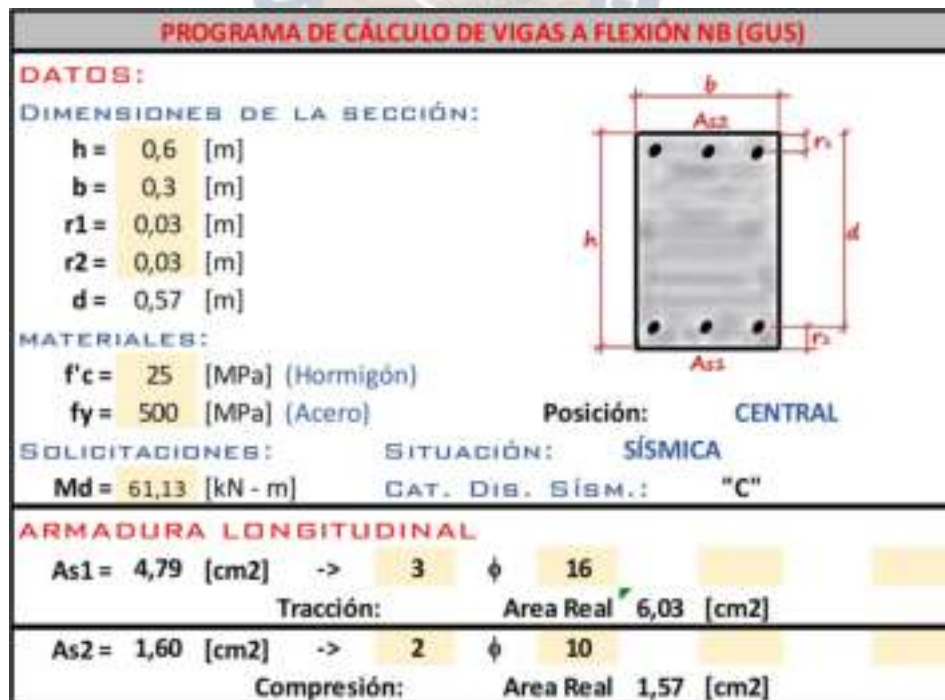 PROGRAMA DE CÁLCULO DE VIGAS A FLEXIÓN NB (GUS)
DATOS:
DIMENSIONES DE LA SECCIÓN:
h = 0,6 [m]
b = 0,3 [m]
r1 = 0,03 [m]
r2 = 0,03 [m]
d = 0,57 [m]
b
As2
r2
h
d
r1
As1
MATERIALES:
f'c = 25 [MPa] (Hormigón)
fy = 500 [MPa] (Acero)
Posición: CENTRAL
SOLICITACIONES: SITUACIÓN: SÍSMICA
Md = 61,13 [kN - m] CAT. DIS. SÍSM.: "C"
ARMADURA LONGITUDINAL
As1 = 4,79 [cm2] -> 3 ϕ 16
Tracción: Area Real 6,03 [cm2]
As2 = 1,60 [cm2] -> 2 ϕ 10
Compresión: Area Real 1,57 [cm2]